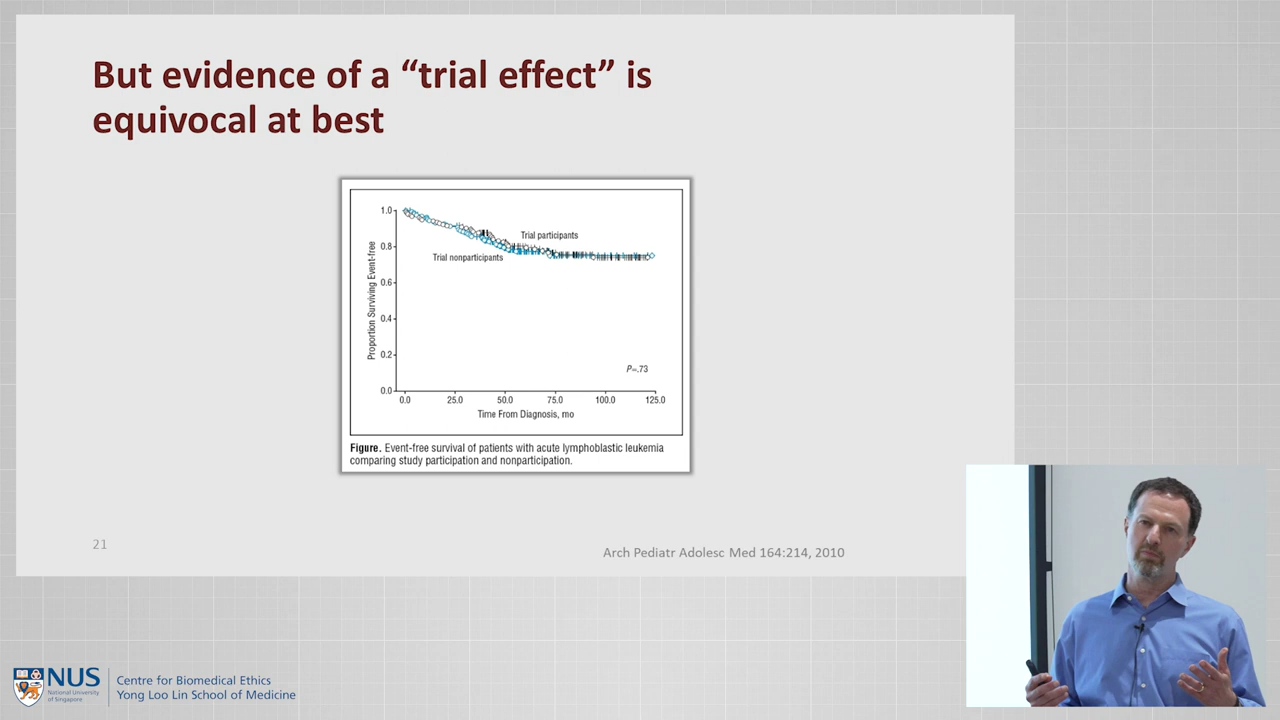 But evidence of a “trial effect” is
equivocal at best
1.0
0.8
0.6
0.4
0.2
0.0
Proportion Surviving Event-free
Trial participants
Trial nonparticipants
P=.73
0.0 25.0 50.0 75.0 100.0 125.0
Time From Diagnosis, mo
Figure. Event-free survival of patients with acute lymphoblastic leukemia
comparing study participation and nonparticipation.
21
Arch Pediatr Adolesc Med 164:214, 2010
NUS
National University
of Singapore
Centre for Biomedical Ethics
Yong Loo Lin School of Medicine